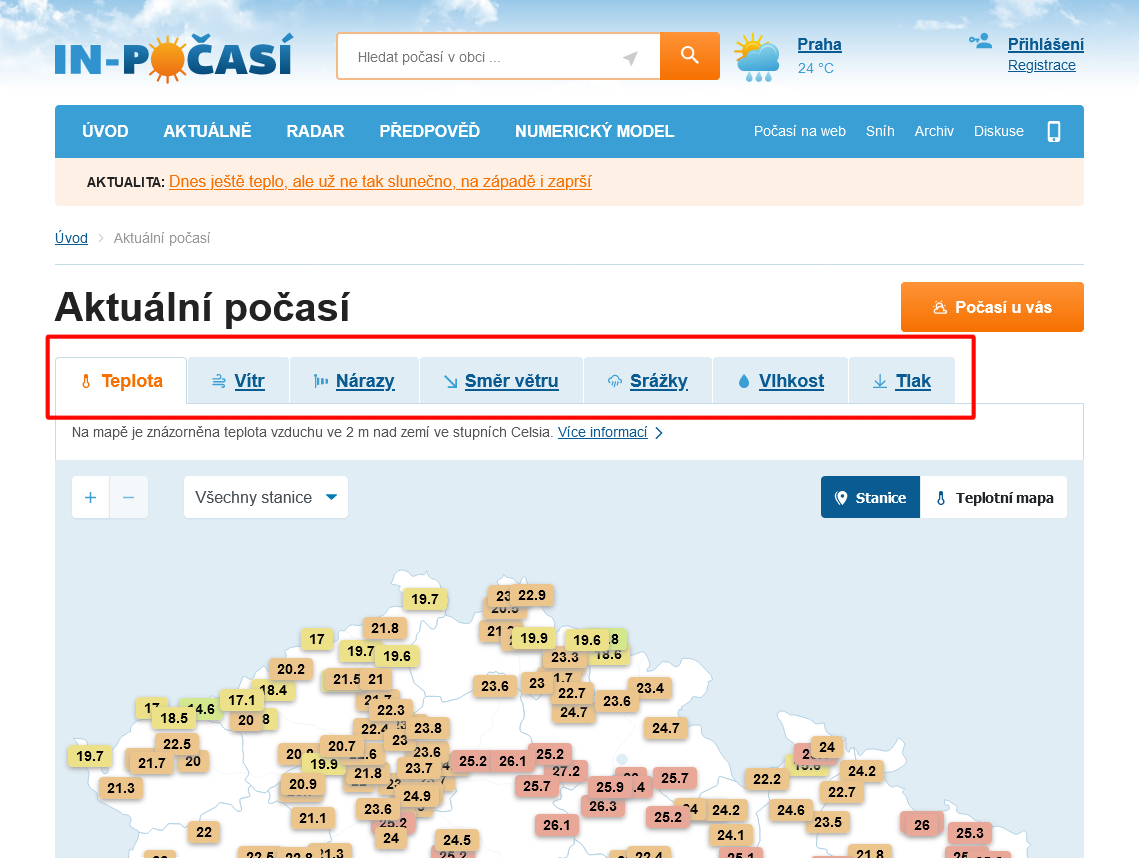 IN-POČASÍ
Hledat počasí v obci ...
Praha
24 °C
Přihlášení
Registrace
ÚVOD AKTUÁLNĚ RADAR PŘEDPOVĚĎ NUMERICKÝ MODEL Počasí na web Sníh Archiv Diskuse
AKTUALITA: Dnes ještě teplo, ale už ne tak slunečno, na západě i zaprší
Úvod > Aktuální počasí
Aktuální počasí
Počasí u vás
Teplota Vítr Nárazy Směr větru Srážky Vlhkost Tlak
Na mapě je znázorněna teplota vzduchu ve 2 m nad zemí ve stupních Celsia. Více informací >
+ − Všechny stanice Stanice Teplotní mapa
19.7 22.9
21.8
17 19.9 19.6
19.7 19.6 18.6
23.3
20.2 21.5 21
18.4 23.6 23 22.7 23.4
17.1 23.6
18.5 20 22.3 24.7
22.4 23.8 24.7
22.5 20.7 23 24
19.7 21.7 20 19.9 23.6 25.2 26.1 25.2
21.8 23.7 27.2 24.2
21.3 20.9 25.7 25.9 25.7 22.2 22.7
24.9 26.3
23.6 25.2 24.2 24.6
22 21.1 26.1 23.5 26 25.3
24 24.5 24.1
22.5 22.4 21.8